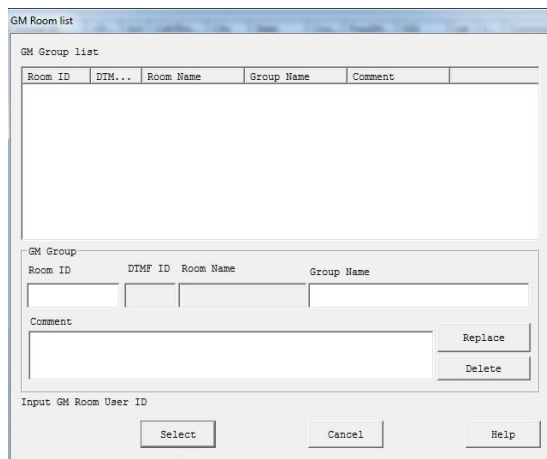 GM Room list
GM Group list
Room ID DTM... Room Name Group Name Comment
GM Group
Room ID DTMF ID Room Name Group Name
Comment
Replace
Delete
Input GM Room User ID
Select Cancel Help